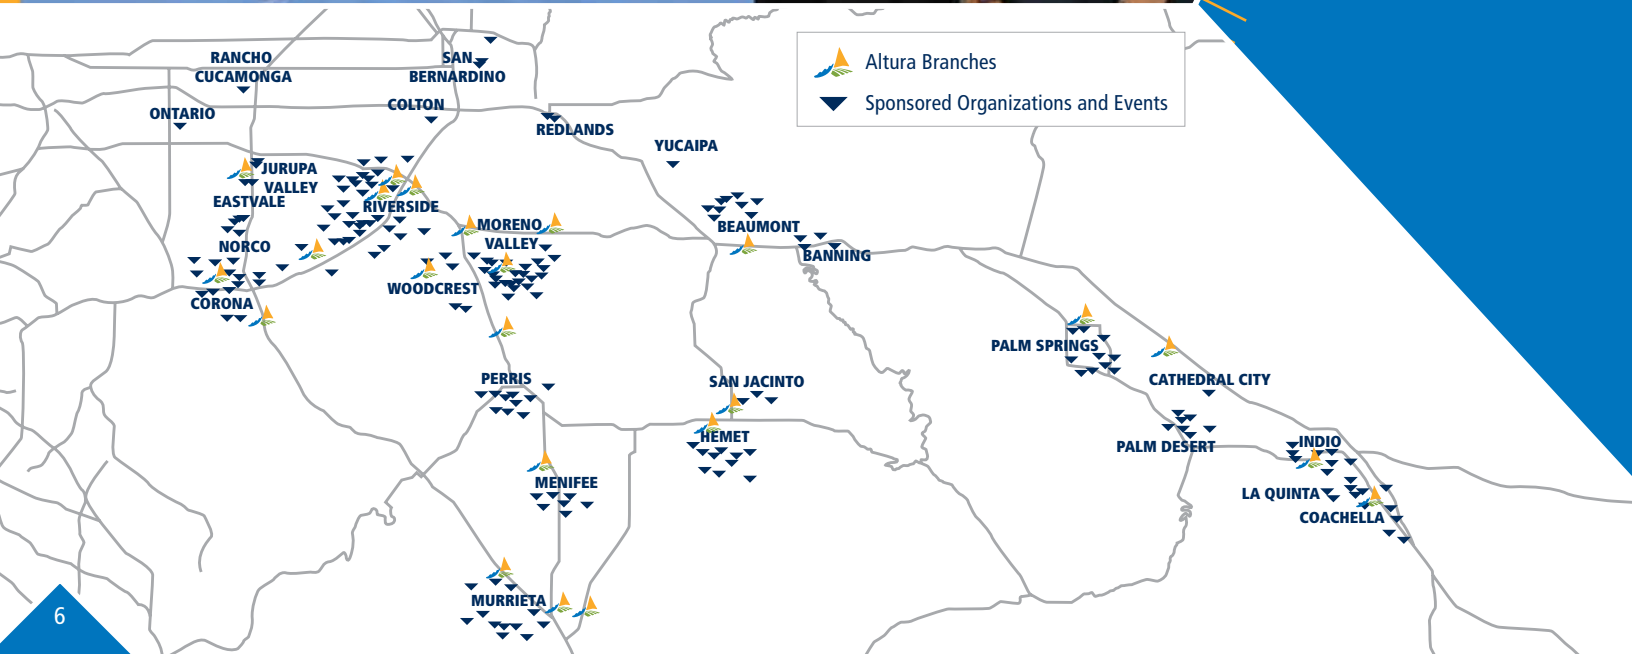 Altura Branches
Sponsored Organizations and Events
RANCHO
CUCAMONGA
SAN
BERNARDINO
ONTARIO
COLTON
REDLANDS
YUCAIPA
JURUPA
VALLEY
EASTVALE
RIVERSIDE
NORCO
MORENO
VALLEY
BEAUMONT
BANNING
WOODCREST
CORONA
PALM SPRINGS
PERRIS
SAN JACINTO
CATHEDRAL CITY
HEMET
PALM DESERT
INDIO
MENIFEE
LA QUINTA
COACHELLA
MURRIETA
6